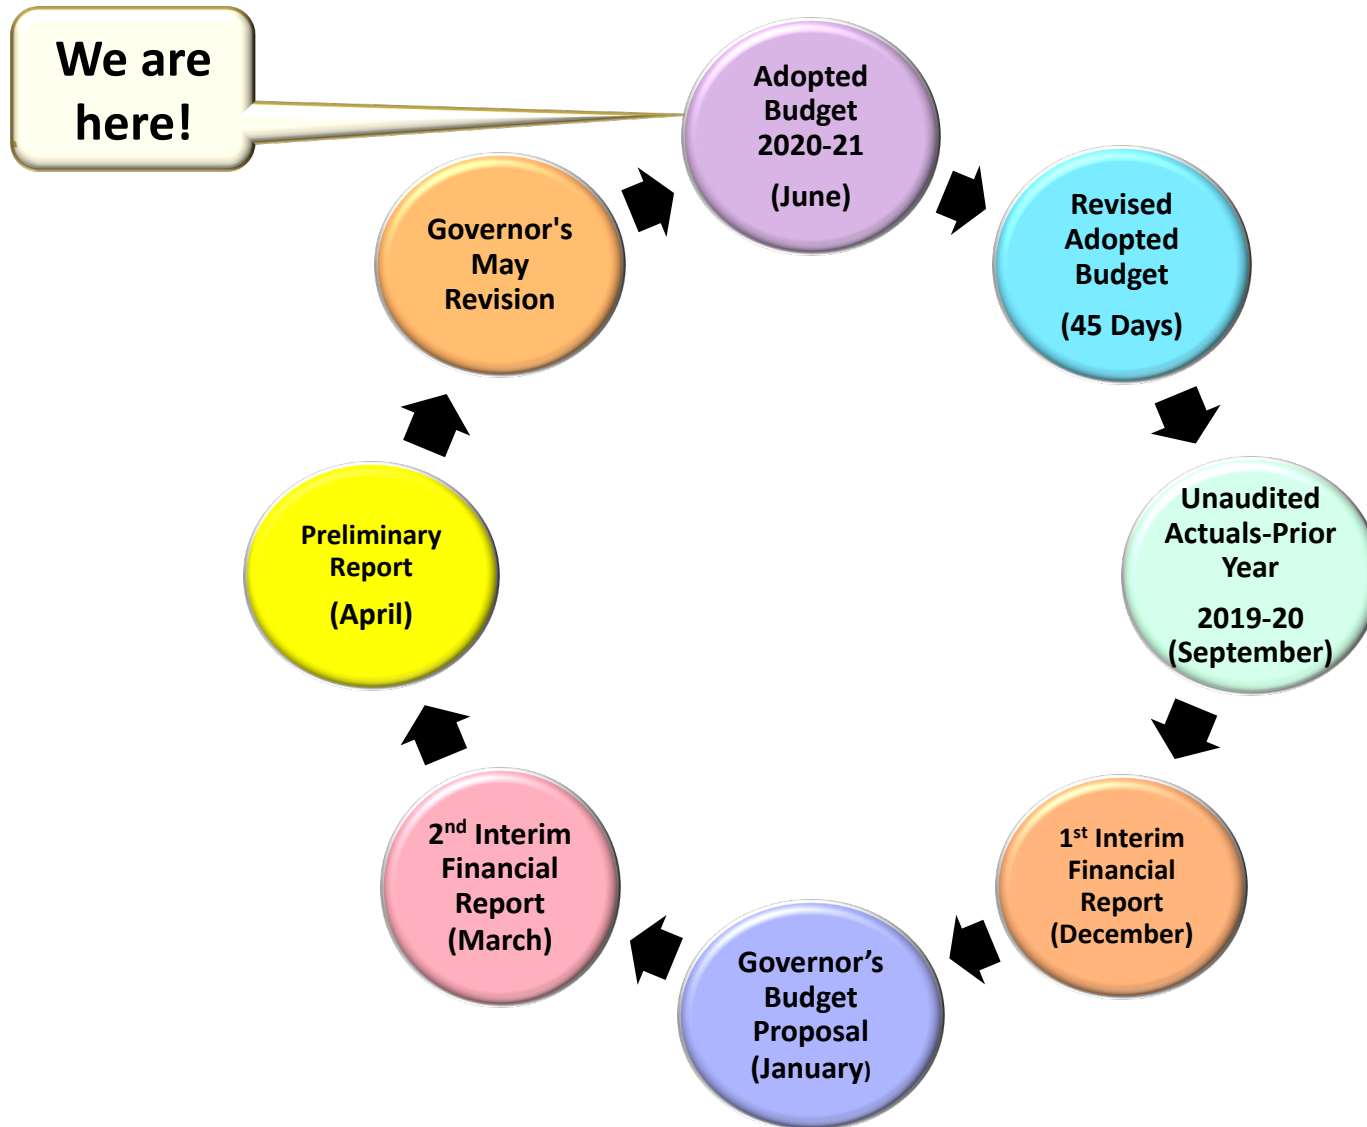 We are
here!
Adopted
Budget
2020-21
(June)
Revised
Adopted
Budget
(45 Days)
Unaudited
Actuals-Prior
Year
2019-20
(September)
1st Interim
Financial
Report
(December)
Governor’s
Budget
Proposal
(January)
2nd Interim
Financial
Report
(March)
Preliminary
Report
(April)
Governor's
May
Revision